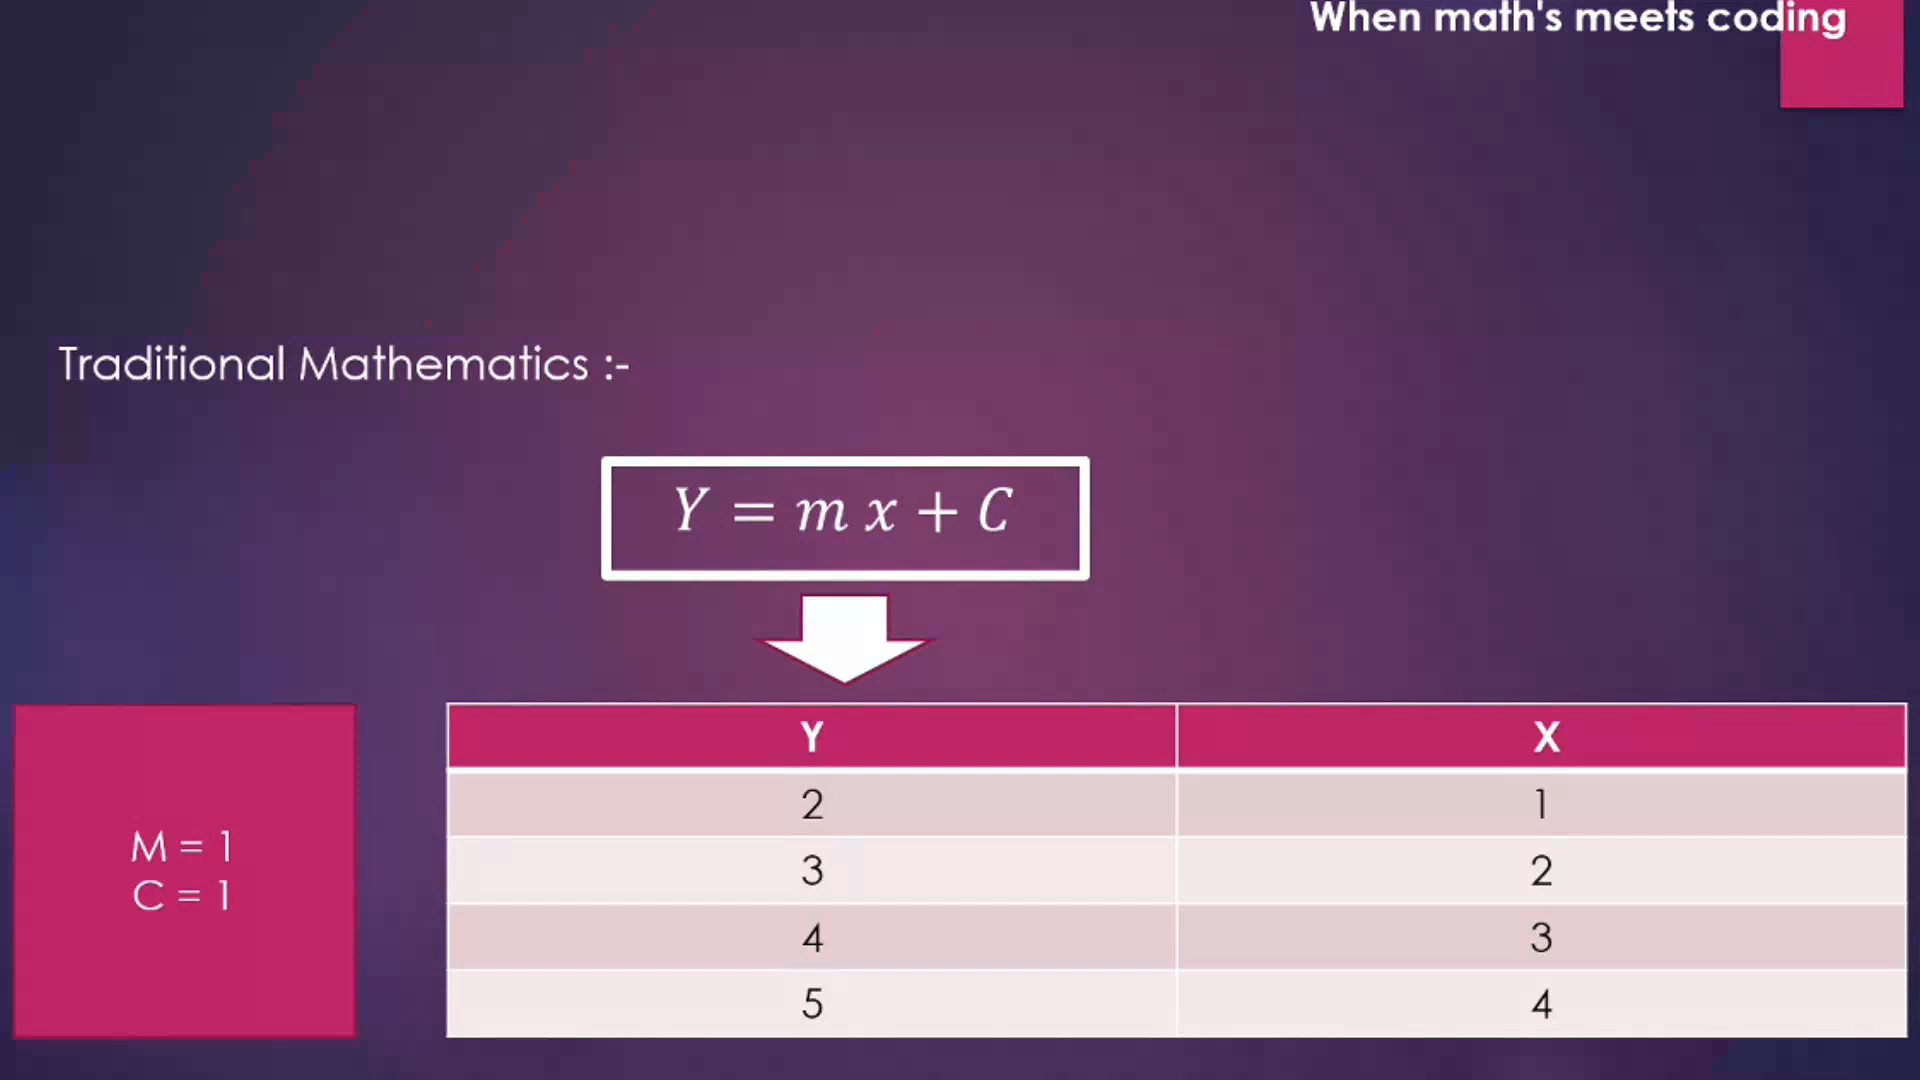 When math's meets coding
Traditional Mathematics :-
Y = m x + C
M = 1
C = 1
Y X
2 1
3 2
4 3
5 4